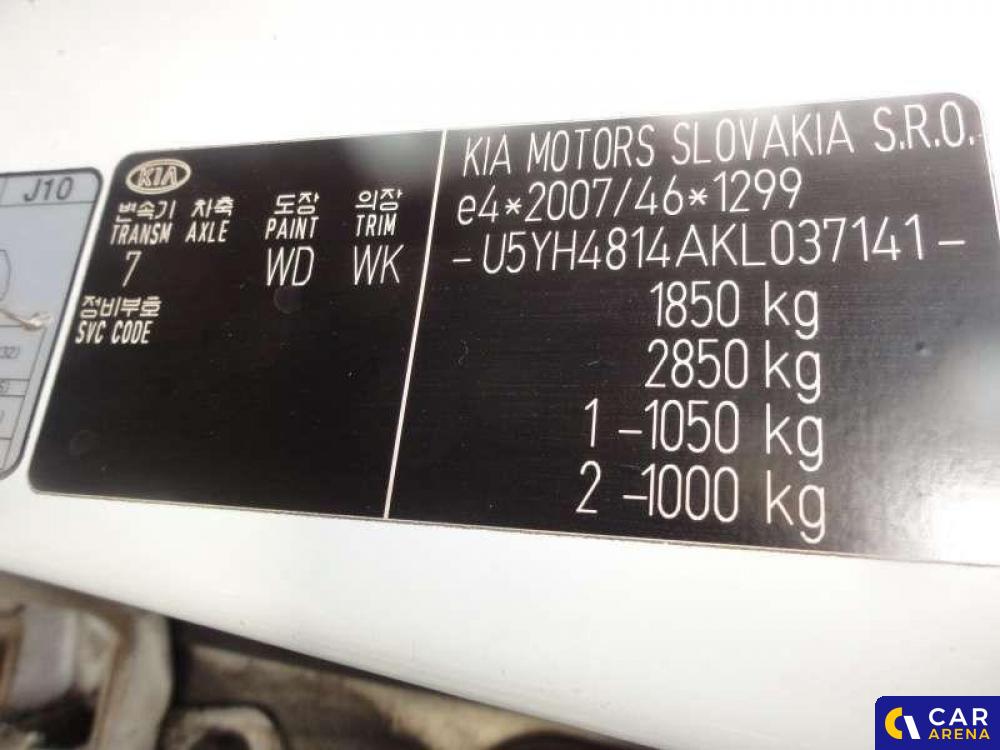 J10
KIA
변속기 차축 도장 의장
TRANSM AXLE PAINT TRIM
7 WD WK
정비부호
SVC CODE
KIA MOTORS SLOVAKIA S.R.O.
e4*2007/46*1299
-U5YH4814AKL037141-
1850 kg
2850 kg
1-1050 kg
2-1000 kg
32)
CAR
ARENA